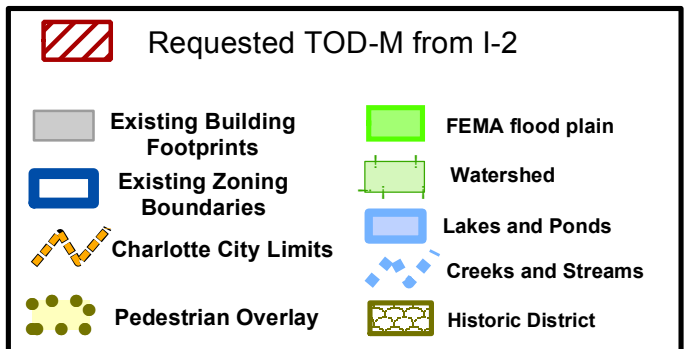 Requested TOD-M from I-2
Existing Building
Footprints
Existing Zoning
Boundaries
Charlotte City Limits
Pedestrian Overlay
FEMA flood plain
Watershed
Lakes and Ponds
Creeks and Streams
Historic District